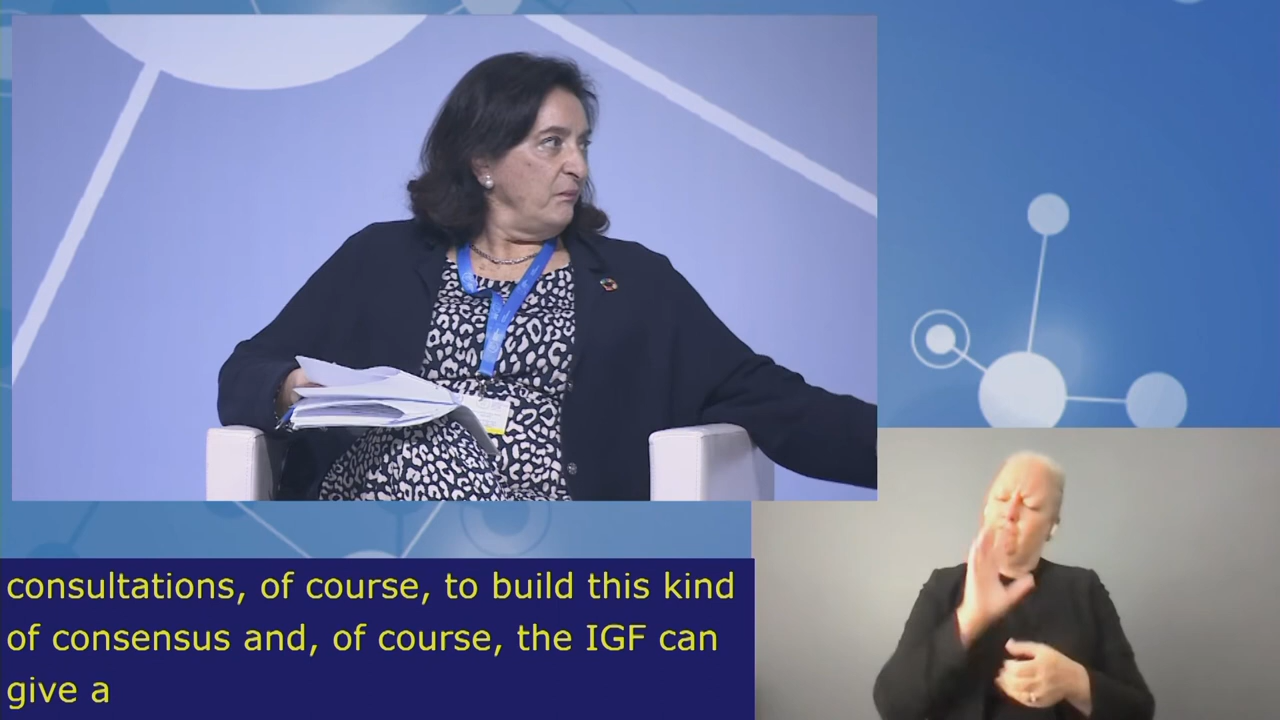 consultations, of course, to build this kind
of consensus and, of course, the IGF can
give a